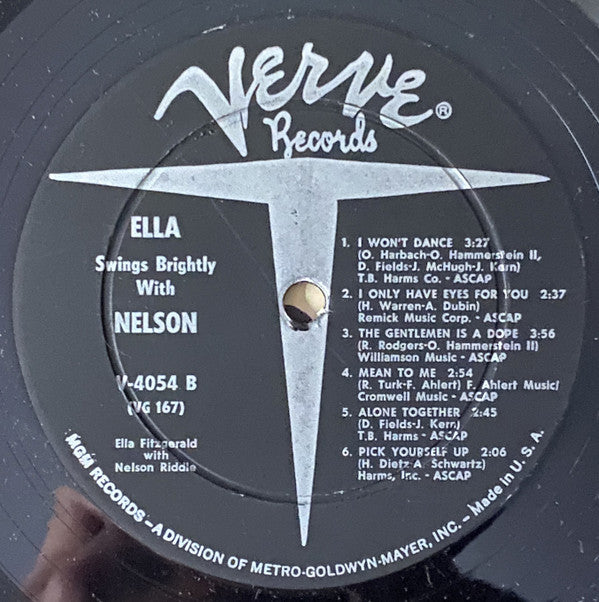 VERVE®
Records
ELLA
Swings Brightly
With
NELSON
V-4054 B
(VG 167)
Ella Fitzgerald
with
Nelson Riddle
1. I WON'T DANCE 3:27
(O. Harbach-O. Hammerstein II,
D. Fields-J. McHugh-J. Kern)
T.B. Harms Co. - ASCAP
2. I ONLY HAVE EYES FOR YOU 2:37
(H. Warren-A. Dubin)
Remick Music Corp. - ASCAP
3. THE GENTLEMEN IS A DOPE 3:56
(R. Rodgers-O. Hammerstein II)
Williamson Music - ASCAP
4. MEAN TO ME 2:54
(R. Turk-F. Ahlert) F. Ahlert Music/
Cromwell Music - ASCAP
5. ALONE TOGETHER 2:45
(D. Fields-J. Kern)
T.B. Harms - ASCAP
6. PICK YOURSELF UP 2:06
(H. Dietz-A. Schwartz)
Harms, Inc. - ASCAP
MGM RECORDS - A DIVISION OF METRO-GOLDWYN-MAYER, INC. - Made in U.S.A.